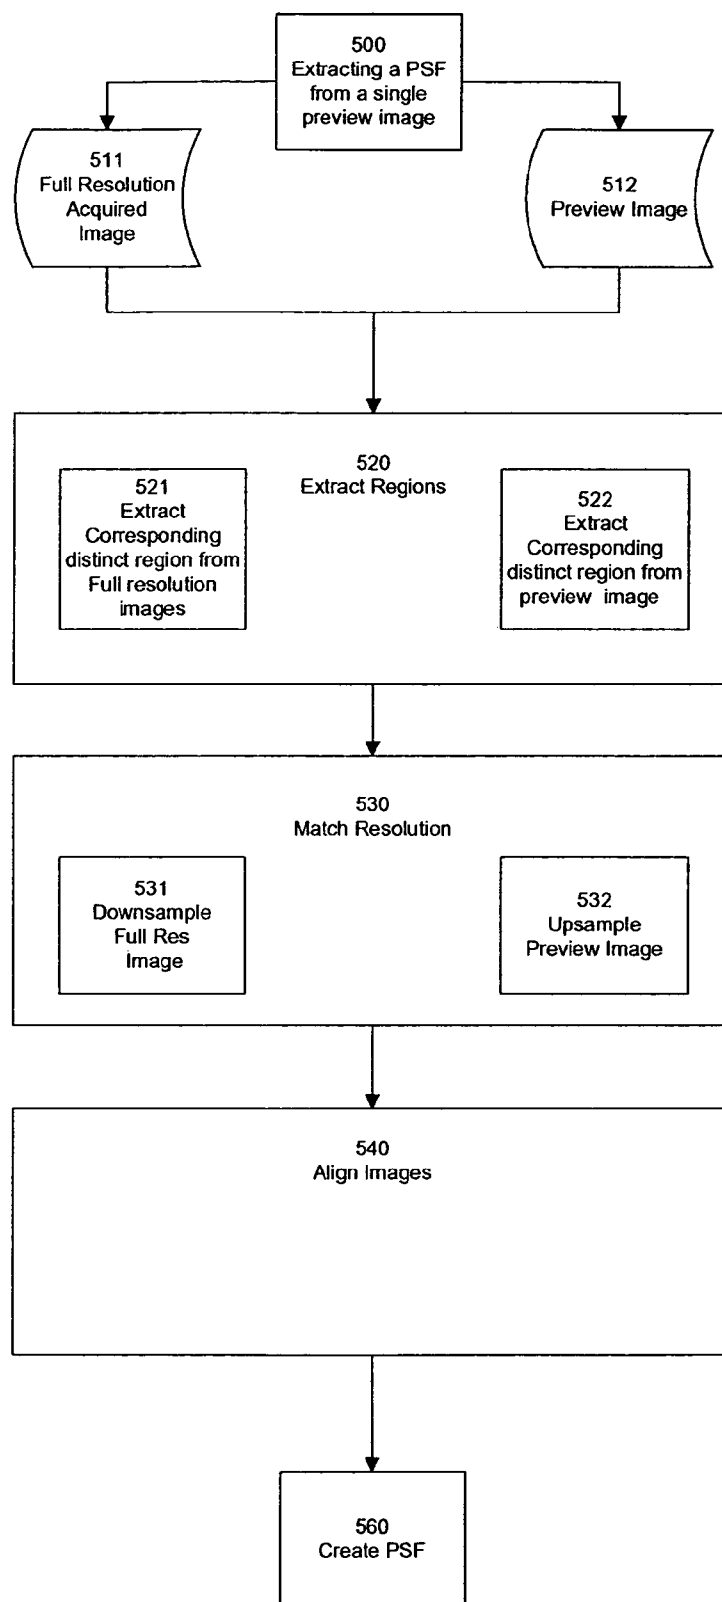 500
Extracting a PSF
from a single
preview image
511
Full Resolution
Acquired
Image
512
Preview Image
520
Extract Regions
521
Extract
Corresponding
distinct region from
Full resolution
images
522
Extract
Corresponding
distinct region from
preview image
530
Match Resolution
531
Downsample
Full Res
Image
532
Upsample
Preview Image
540
Align Images
560
Create PSF